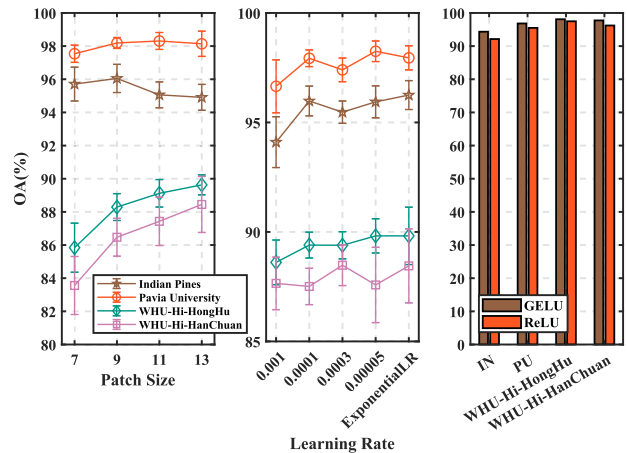 OA(%)
100
98
96
94
92
90
88
86
84
82
80
7
9
11
13
Patch Size
Indian Pines
Pavia University
WHU-Hi-HongHu
WHU-Hi-HanChuan
100
95
90
85
0.001
0.0001
0.0003
0.00005
ExponentialLR
Learning Rate
100
90
80
70
60
50
40
30
20
10
0
GELU
ReLU
IN
PU
WHU-Hi-HongHu
WHU-Hi-HanChuan